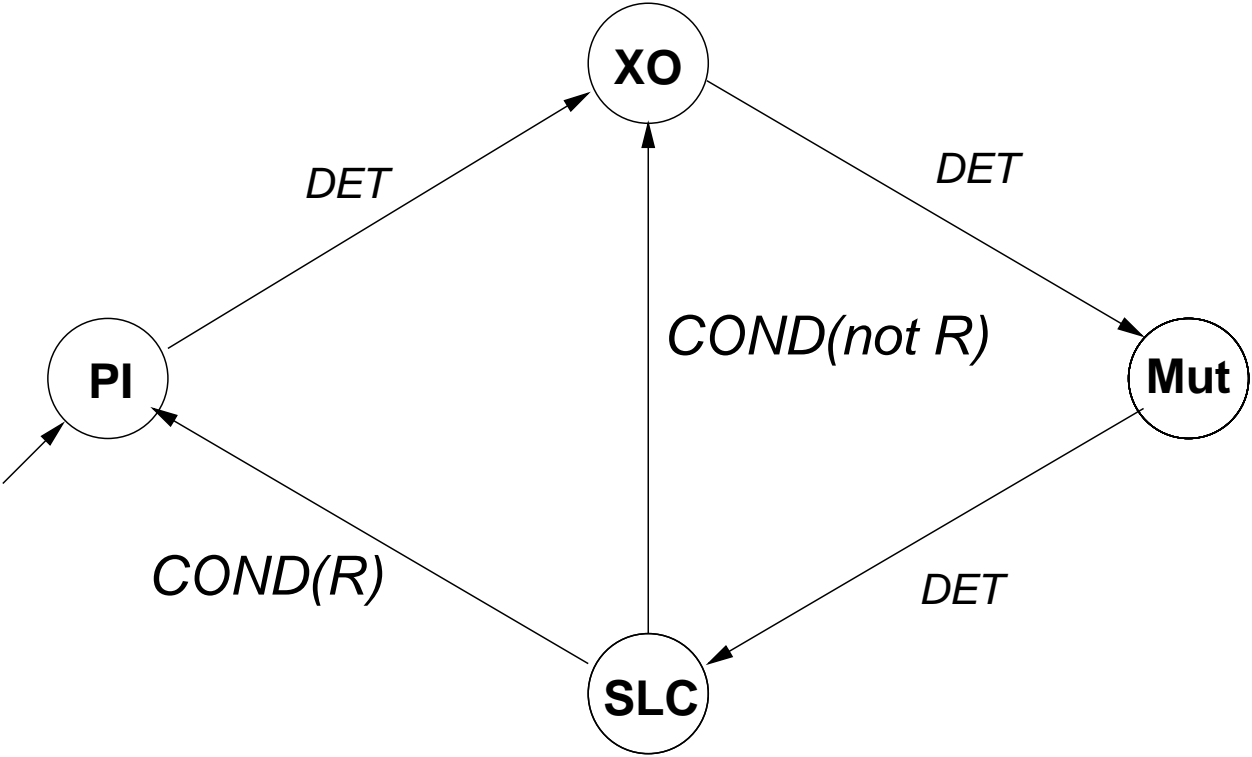 XO
DET
DET
COND(not R)
PI
Mut
COND(R)
DET
SLC